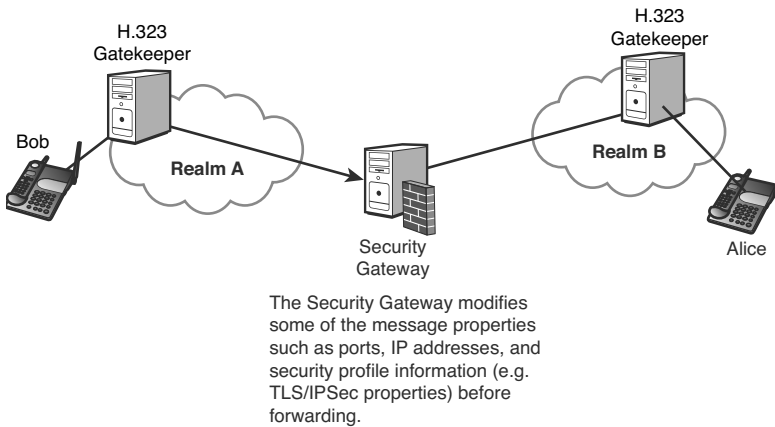 H.323
Gatekeeper
H.323
Gatekeeper
Bob
Realm A
Realm B
Security
Gateway
Alice
The Security Gateway modifies
some of the message properties
such as ports, IP addresses, and
security profile information (e.g.
TLS/IPSec properties) before
forwarding.